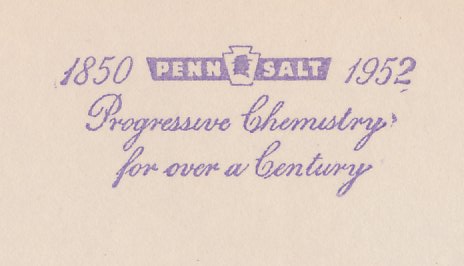 1850 PENN SALT 1952
Progressive Chemistry
for over a Century